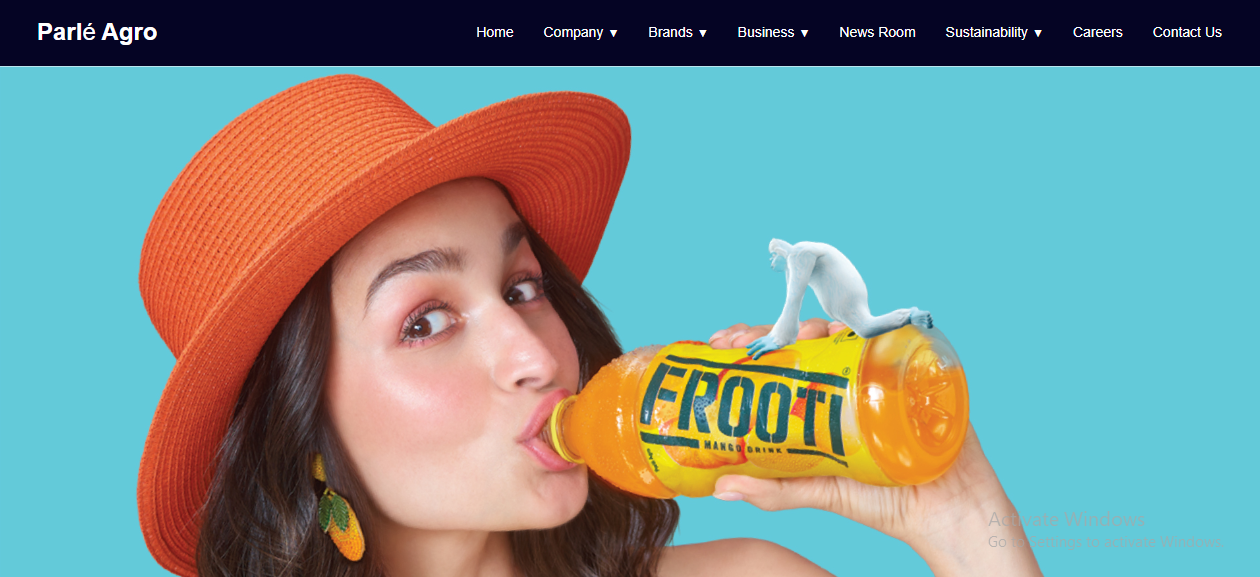 Parlé Agro
Home Company ▼ Brands ▼ Business ▼ News Room Sustainability ▼ Careers Contact Us
FROOTI
MANGO DRINK
Activate Windows
Go to Settings to activate Windows.